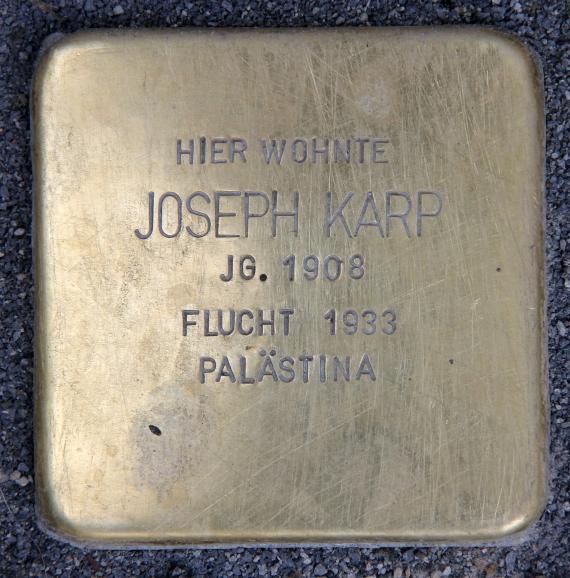 HIER WOHNTE
JOSEPH KARP
JG. 1908
FLUCHT 1933
PALÄSTINA